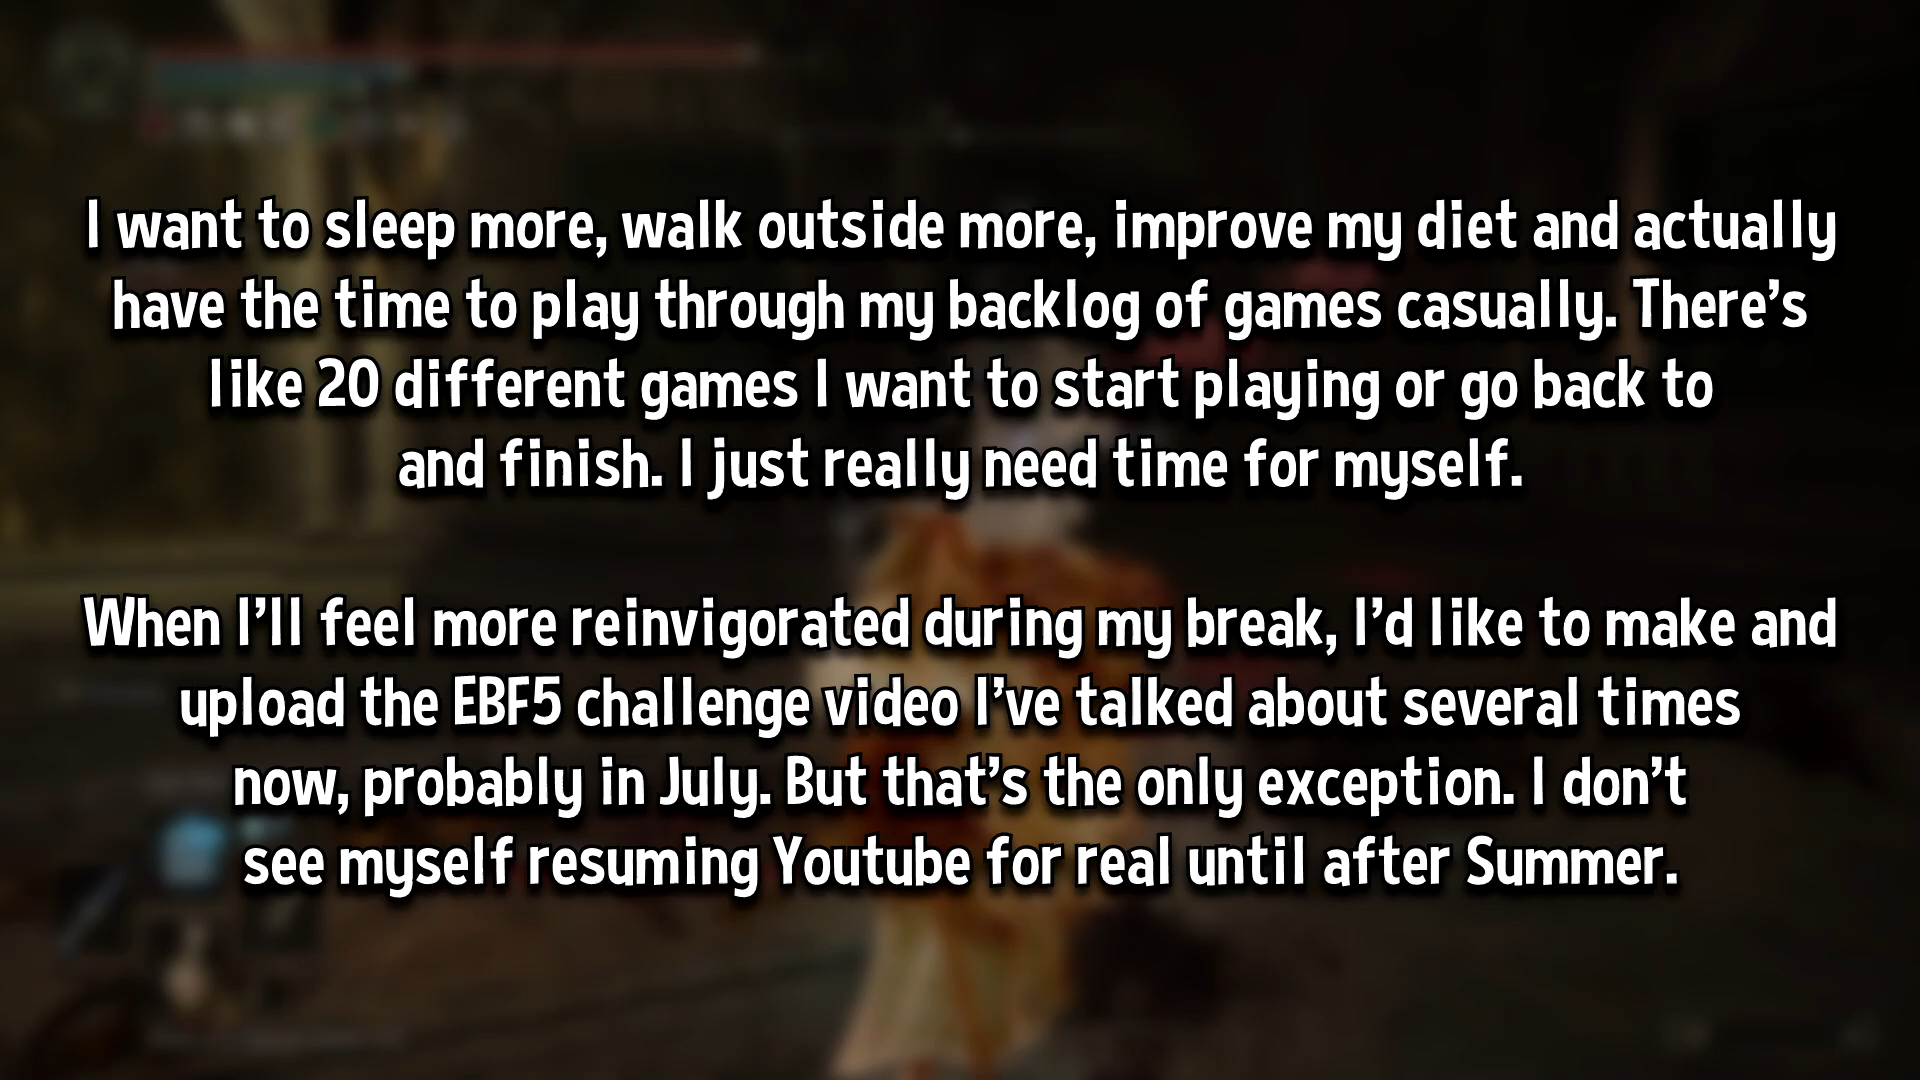 I want to sleep more, walk outside more, improve my diet and actually
have the time to play through my backlog of games casually. There's
like 20 different games I want to start playing or go back to
and finish. I just really need time for myself.
When I'll feel more reinvigorated during my break, I'd like to make and
upload the EBF5 challenge video I've talked about several times
now, probably in July. But that's the only exception. I don't
see myself resuming Youtube for real until after Summer.